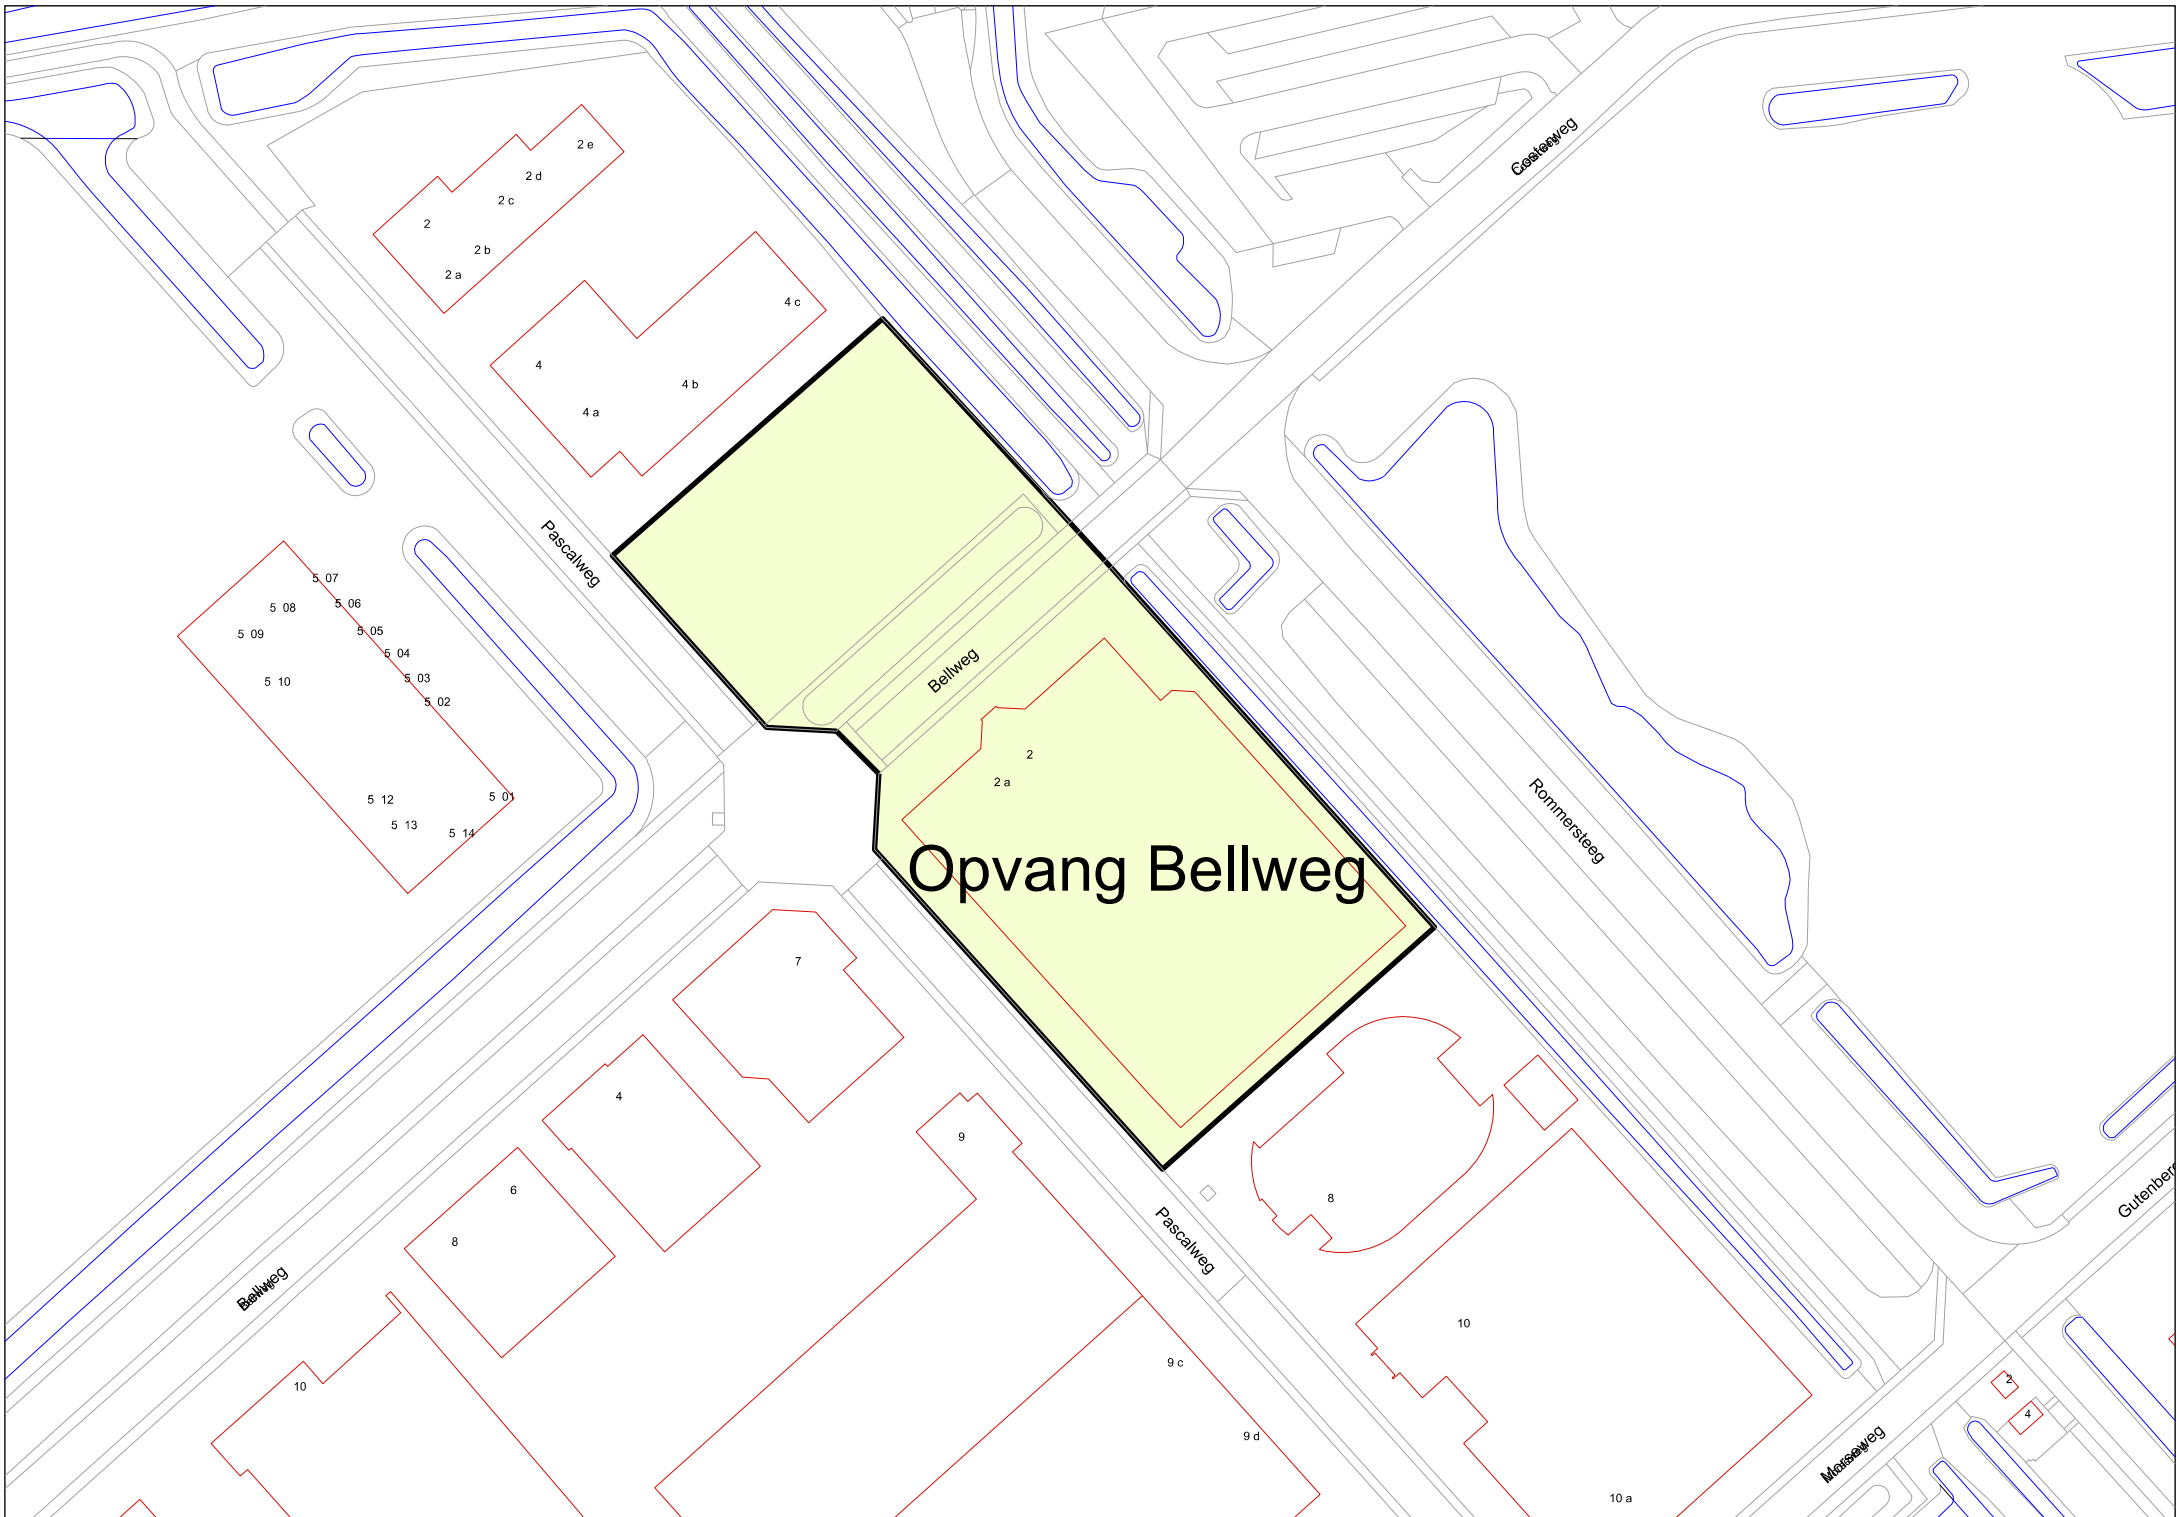 Costerweg
2 e
2 d
2 c
2
2 b
2 a
4 c
4
4 b
4 a
Pascalweg
5 07
5 06
5 08
5 05
5 09
5 04
5 03
5 10
5 02
Bellweg
2
2 a
5 01
5 12
5 13
5 14
Rommersteeg
Opvang Bellweg
7
4
9
6
8
8
Pascalweg
Bellweg
10
9 c
10
9 d
10 a
2
4
Morseweg
Gutenberg